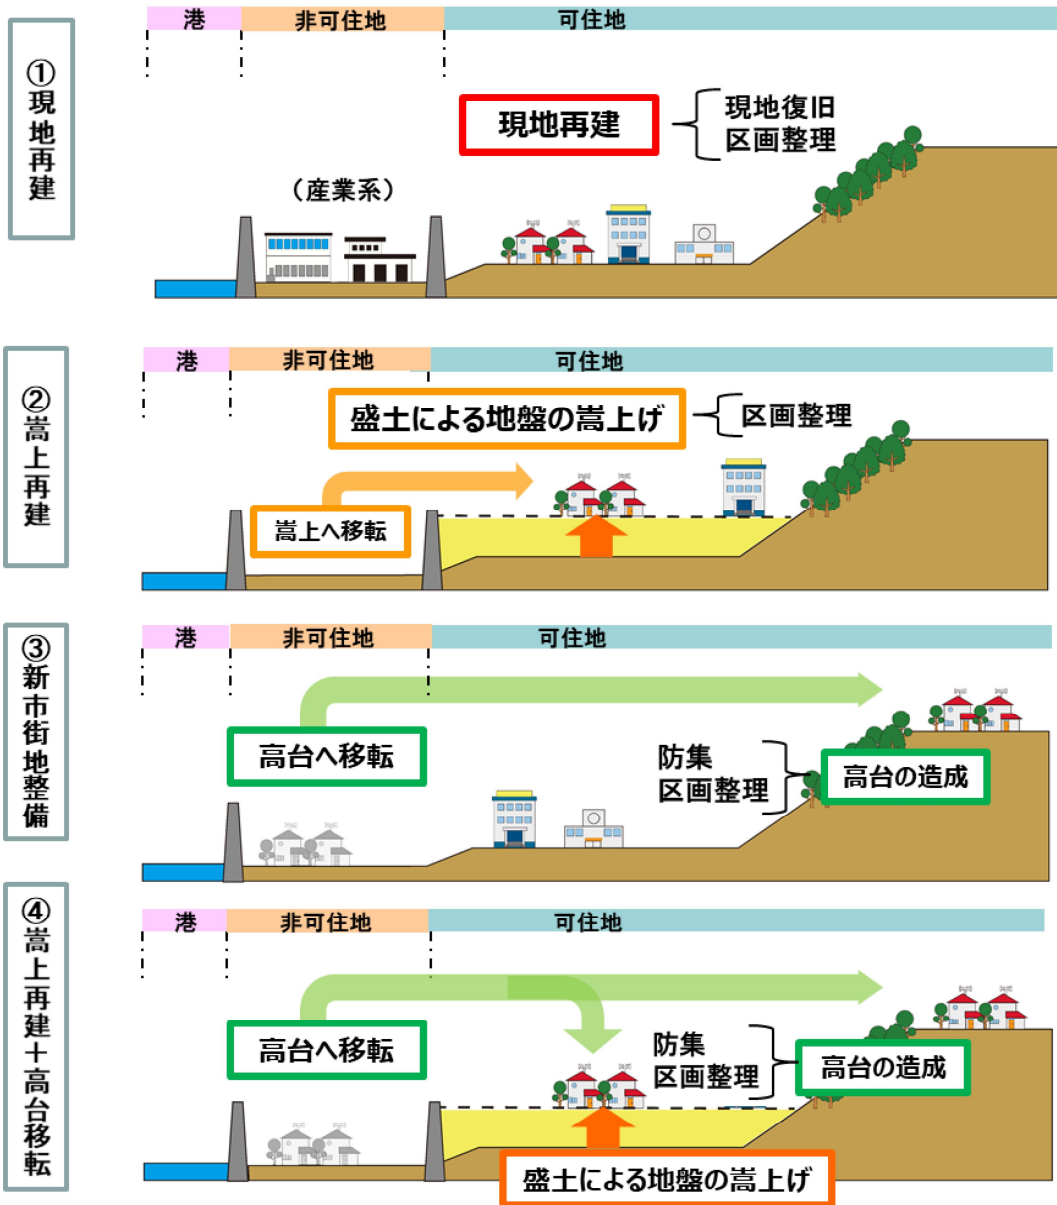 港 非可住地 可住地
①現地再建
現地再建
現地復旧
区画整理
（産業系）
港 非可住地 可住地
②嵩上再建
盛土による地盤の嵩上げ
区画整理
嵩上へ移転
港 非可住地 可住地
③新市街地整備
高台へ移転
防集
区画整理
高台の造成
港 非可住地 可住地
④嵩上再建＋高台移転
高台へ移転
防集
区画整理
高台の造成
盛土による地盤の嵩上げ